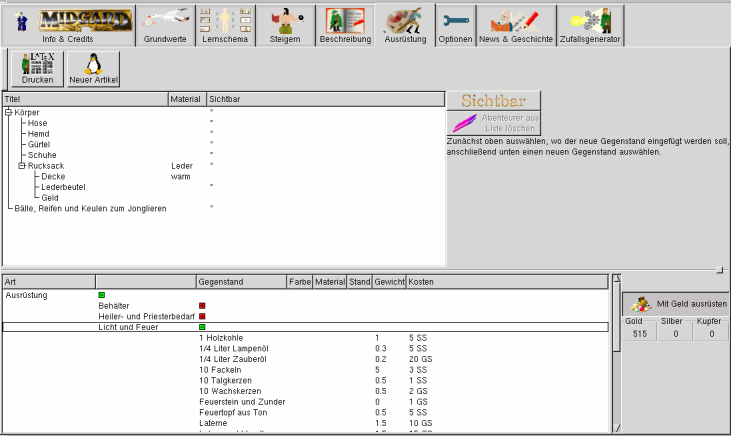 MIDGARD
Info & Credits
Grundwerte
Lernschema
Steigern
Beschreibung
Ausrüstung
Optionen
News & Geschichte
Zufallsgenerator
LATEX
Drucken
Neuer Artikel
Titel Material Sichtbar
Körper *
Hose *
Hemd *
Gürtel *
Schuhe *
Rucksack Leder *
Decke warm
Lederbeutel *
Geld
Bälle, Reifen und Keulen zum Jonglieren *
Sichtbar
Abenteurer aus
Liste löschen
Zunächst oben auswählen, wo der neue Gegenstand eingefügt werden soll,
anschließend unten einen neuen Gegenstand auswählen.
Art Gegenstand Farbe Material Stand Gewicht Kosten
Ausrüstung
Behälter
Heiler- und Priesterbedarf
Licht und Feuer
1 Holzkohle 1 5 SS
1/4 Liter Lampenöl 0.3 5 SS
1/4 Liter Zauberöl 0.2 20 GS
10 Fackeln 5 3 SS
10 Talgkerzen 0.5 1 SS
10 Wachskerzen 0.5 2 GS
Feuerstein und Zunder 0 1 GS
Feuertopf aus Ton 0.5 5 SS
Laterne 1.5 10 GS
Mit Geld ausrüsten
Gold Silber Kupfer
515 0 0